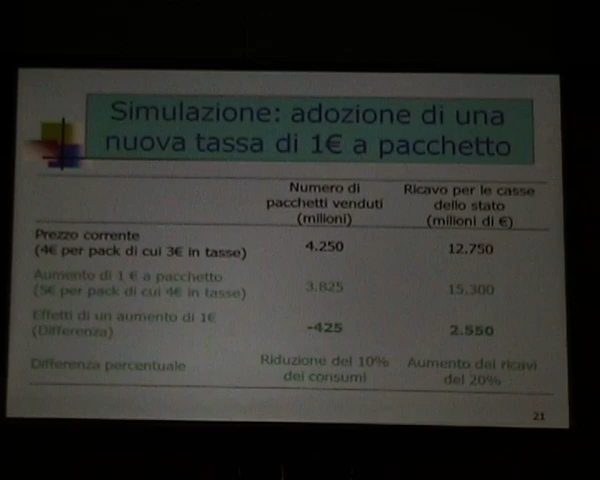 Simulazione: adozione di una
nuova tassa di 1€ a pacchetto
Numero di
pacchetti venduti
(milioni)
Ricavo per le casse
dello stato
(milioni di €)
Prezzo corrente
(4€ per pack di cui 3€ in tasse)
4.250
12.750
Aumento di 1 € a pacchetto
(5€ per pack di cui 4€ in tasse)
3.825
15.300
Effetti di un aumento di 1€
(Differenza)
-425
2.550
Differenza percentuale
Riduzione del 10%
dei consumi
Aumento dei ricavi
del 20%
21